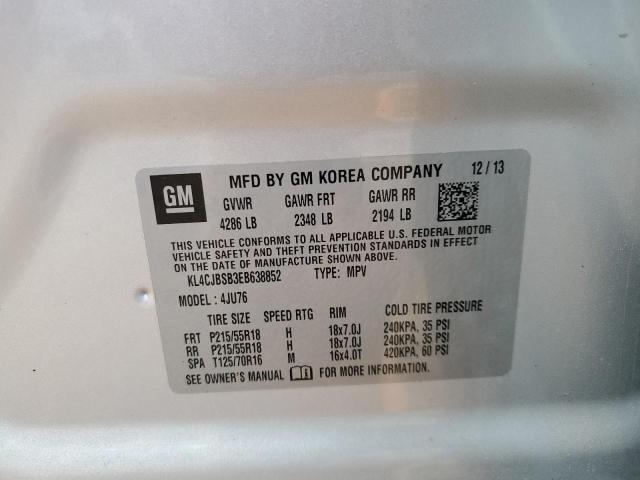 GM
MFD BY GM KOREA COMPANY 12 / 13
GVWR GAWR FRT GAWR RR
4286 LB 2348 LB 2194 LB
THIS VEHICLE CONFORMS TO ALL APPLICABLE U.S. FEDERAL MOTOR
VEHICLE SAFETY AND THEFT PREVENTION STANDARDS IN EFFECT
ON THE DATE OF MANUFACTURE SHOWN ABOVE.
KL4CJBSB3EB638852 TYPE: MPV
MODEL : 4JU76
TIRE SIZE SPEED RTG RIM COLD TIRE PRESSURE
FRT P215/55R18 H 18x7.0J 240KPA, 35 PSI
RR P215/55R18 H 18x7.0J 240KPA, 35 PSI
SPA T125/70R16 M 16x4.0T 420KPA, 60 PSI
SEE OWNER'S MANUAL FOR MORE INFORMATION.